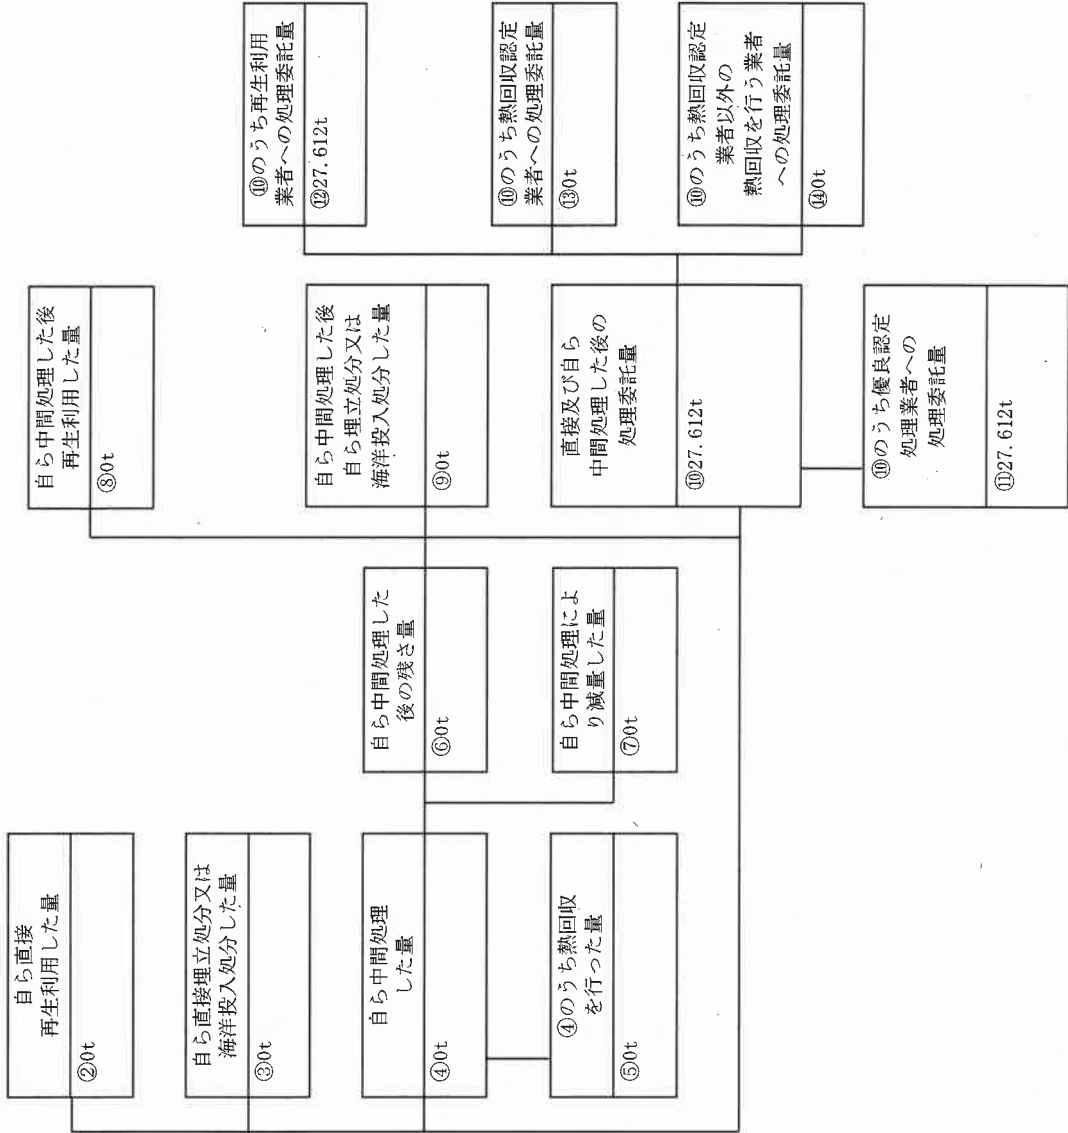 自ら直接
再生利用した量
②0t
自ら直接埋立処分又は
海洋投入処分した量
③0t
自ら中間処理
した量
④0t
④のうち熱回収
を行った量
⑤0t
自ら中間処理した
後の残さ量
⑥0t
自ら中間処理によ
り減量した量
⑦0t
自ら中間処理した後
再生利用した量
⑧0t
自ら中間処理した後
自ら埋立処分又は
海洋投入処分した量
⑨0t
直接及び自ら
中間処理した後の
処理委託量
⑩27.612t
⑩のうち優良認定
処理業者への
処理委託量
⑪27.612t
⑩のうち再生利用
業者への処理委託量
⑫27.612t
⑩のうち熱回収認定
業者への処理委託量
⑬0t
⑩のうち熱回収認定
業者以外の
熱回収を行う業者
への処理委託量
⑭0t